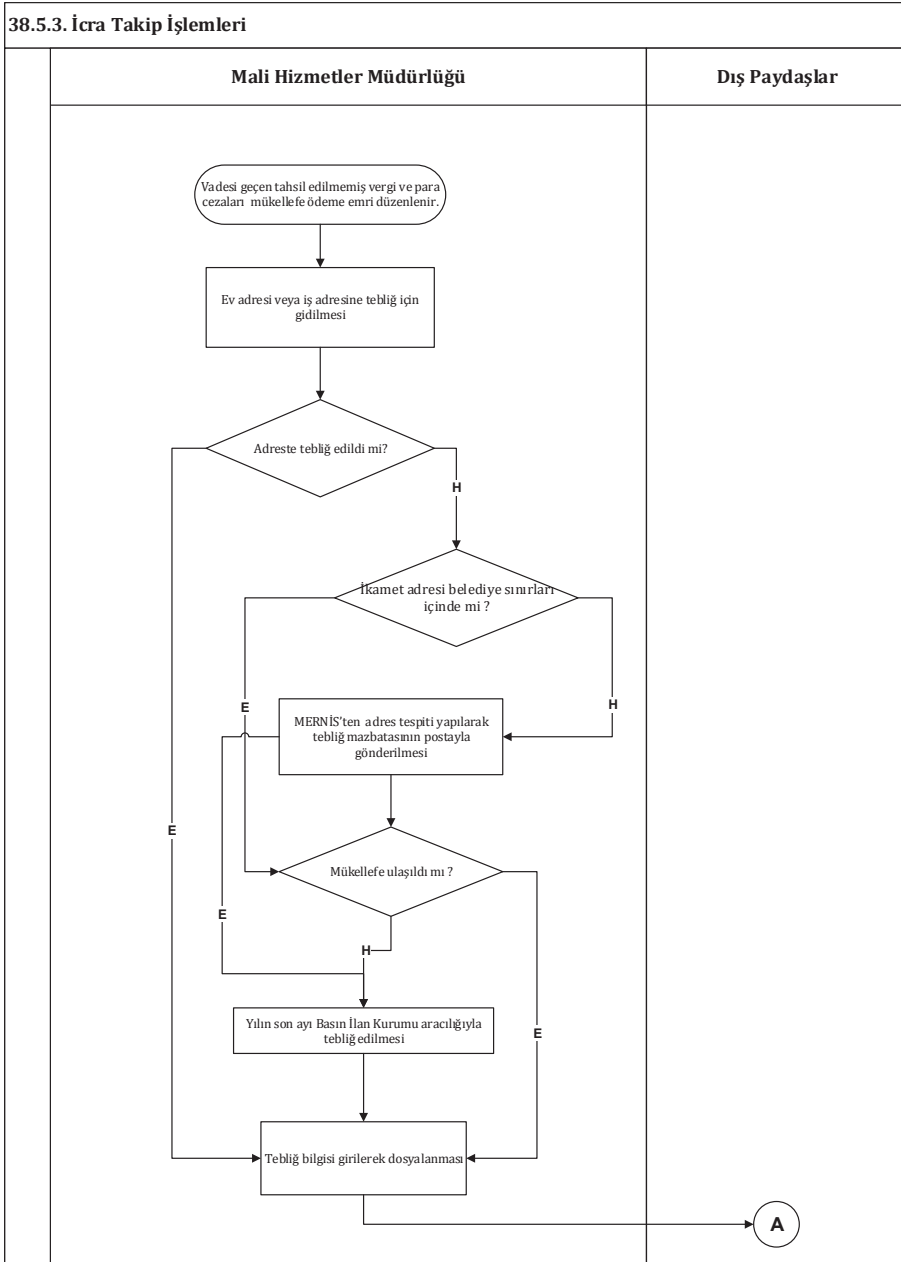 38.5.3. İcra Takip İşlemleri
Mali Hizmetler Müdürlüğü
Dış Paydaşlar
Vadesi geçen tahsil edilmemiş vergi ve para
cezaları mükellefe ödeme emri düzenlenir.
Ev adresi veya iş adresine tebliğ için
gidilmesi
Adreste tebliğ edildi mi?
H
İkamet adresi belediye sınırları
içinde mi ?
E
H
MERNİS'ten adres tespiti yapılarak
tebliğ mazbatasının postayla
gönderilmesi
E
Mükellefe ulaşıldı mı ?
E
H
Yılın son ayı Basın İlan Kurumu aracılığıyla
tebliğ edilmesi
E
Tebliğ bilgisi girilerek dosyalanması
A